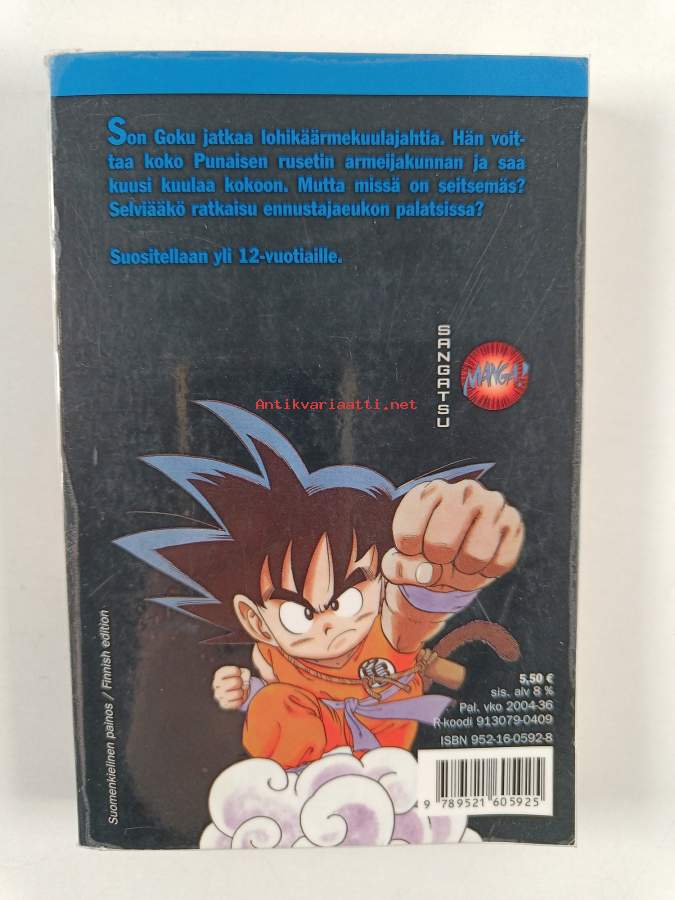 Son Goku jatkaa lohikäärmekuulajahtia. Hän voit-
taa koko Punaisen rusetin armeijakunnan ja saa
kuusi kuulaa kokoon. Mutta missä on seitsemäs?
Selviääkö ratkaisu ennustajaeukon palatsissa?
Suositellaan yli 12-vuotiaille.
SANGATSU
MANGA!
Antikvariaatti.net
亀
Suomenkielinen painos / Finnish edition
5,50 €
sis. alv 8 %
Pal. vko 2004-36
R-koodi 913079-0409
ISBN 952-16-0592-8
9 789521 605925